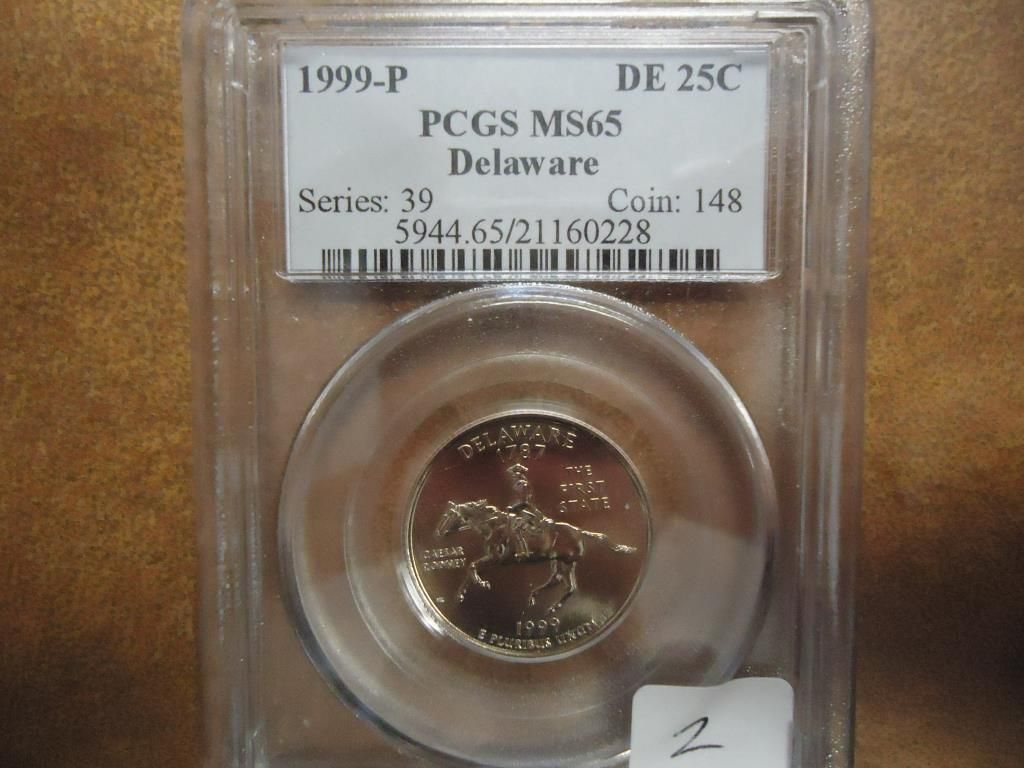 1999-P DE 25C
PCGS MS65
Delaware
Series: 39 Coin: 148
5944.65/21160228
DELAWARE
1787
THE
FIRST
STATE
CAESAR
RODNEY
1999
E PLURIBUS UNUM
2